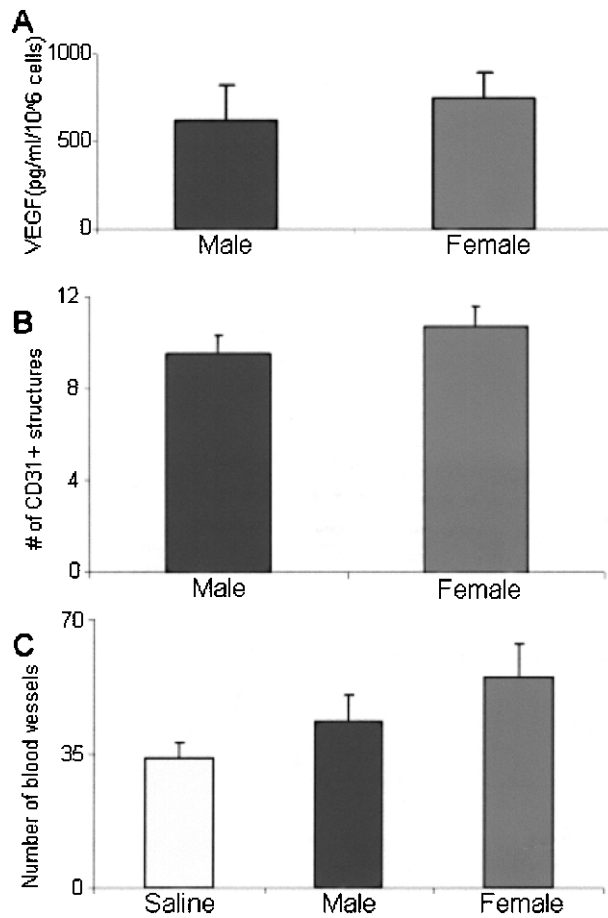 A
VEGF(pg/ml/10^6 cells)
1000
500
0
Male Female
B
# of CD31+ structures
12
8
4
0
Male Female
C
Number of blood vessels
70
35
0
Saline Male Female